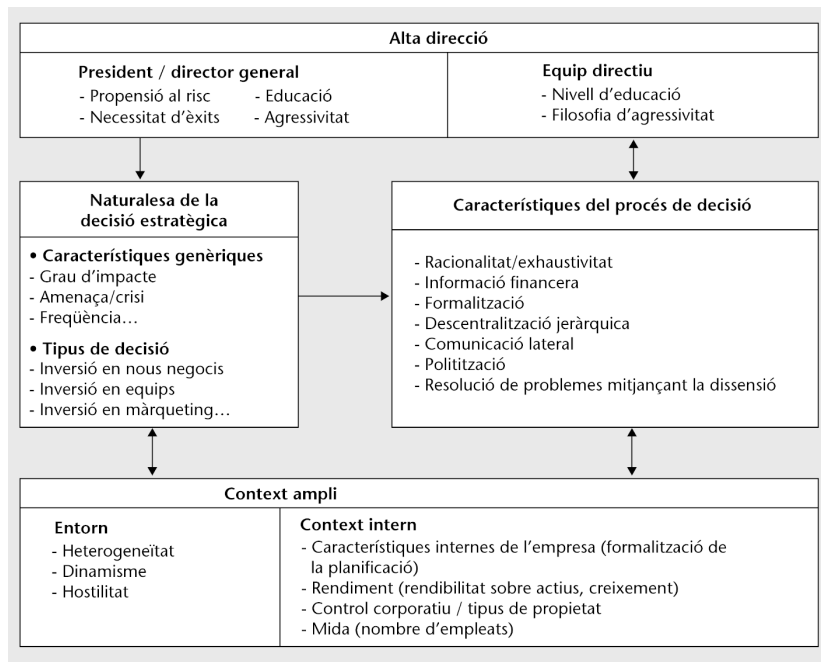 Alta direcció
President / director general
- Propensió al risc - Educació
- Necessitat d'èxits - Agressivitat
Equip directiu
- Nivell d'educació
- Filosofia d'agressivitat
Naturalesa de la
decisió estratègica
• Característiques genèriques
- Grau d'impacte
- Amenaça/crisi
- Freqüència…
• Tipus de decisió
- Inversió en nous negocis
- Inversió en equips
- Inversió en màrqueting…
Característiques del procés de decisió
- Racionalitat/exhaustivitat
- Informació financera
- Formalització
- Descentralització jeràrquica
- Comunicació lateral
- Politització
- Resolució de problemes mitjançant la dissensió
Context ampli
Entorn
- Heterogeneïtat
- Dinamisme
- Hostilitat
Context intern
- Característiques internes de l'empresa (formalització de
la planificació)
- Rendiment (rendibilitat sobre actius, creixement)
- Control corporatiu / tipus de propietat
- Mida (nombre d'empleats)